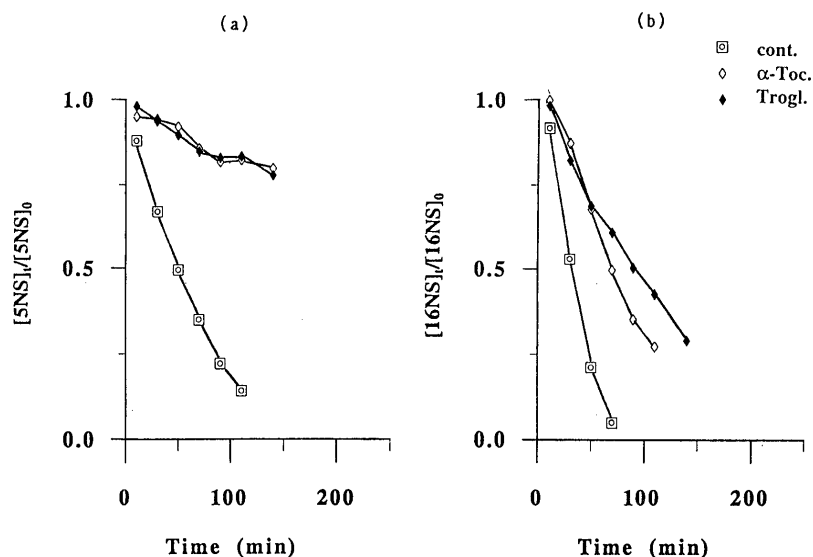 (a)
(b)
cont.
α-Toc.
Trogl.
1.0
0.5
0.0
[5NS]t/[5NS]0
0
100
200
Time (min)
1.0
0.5
0.0
[16NS]t/[16NS]0
0
100
200
Time (min)